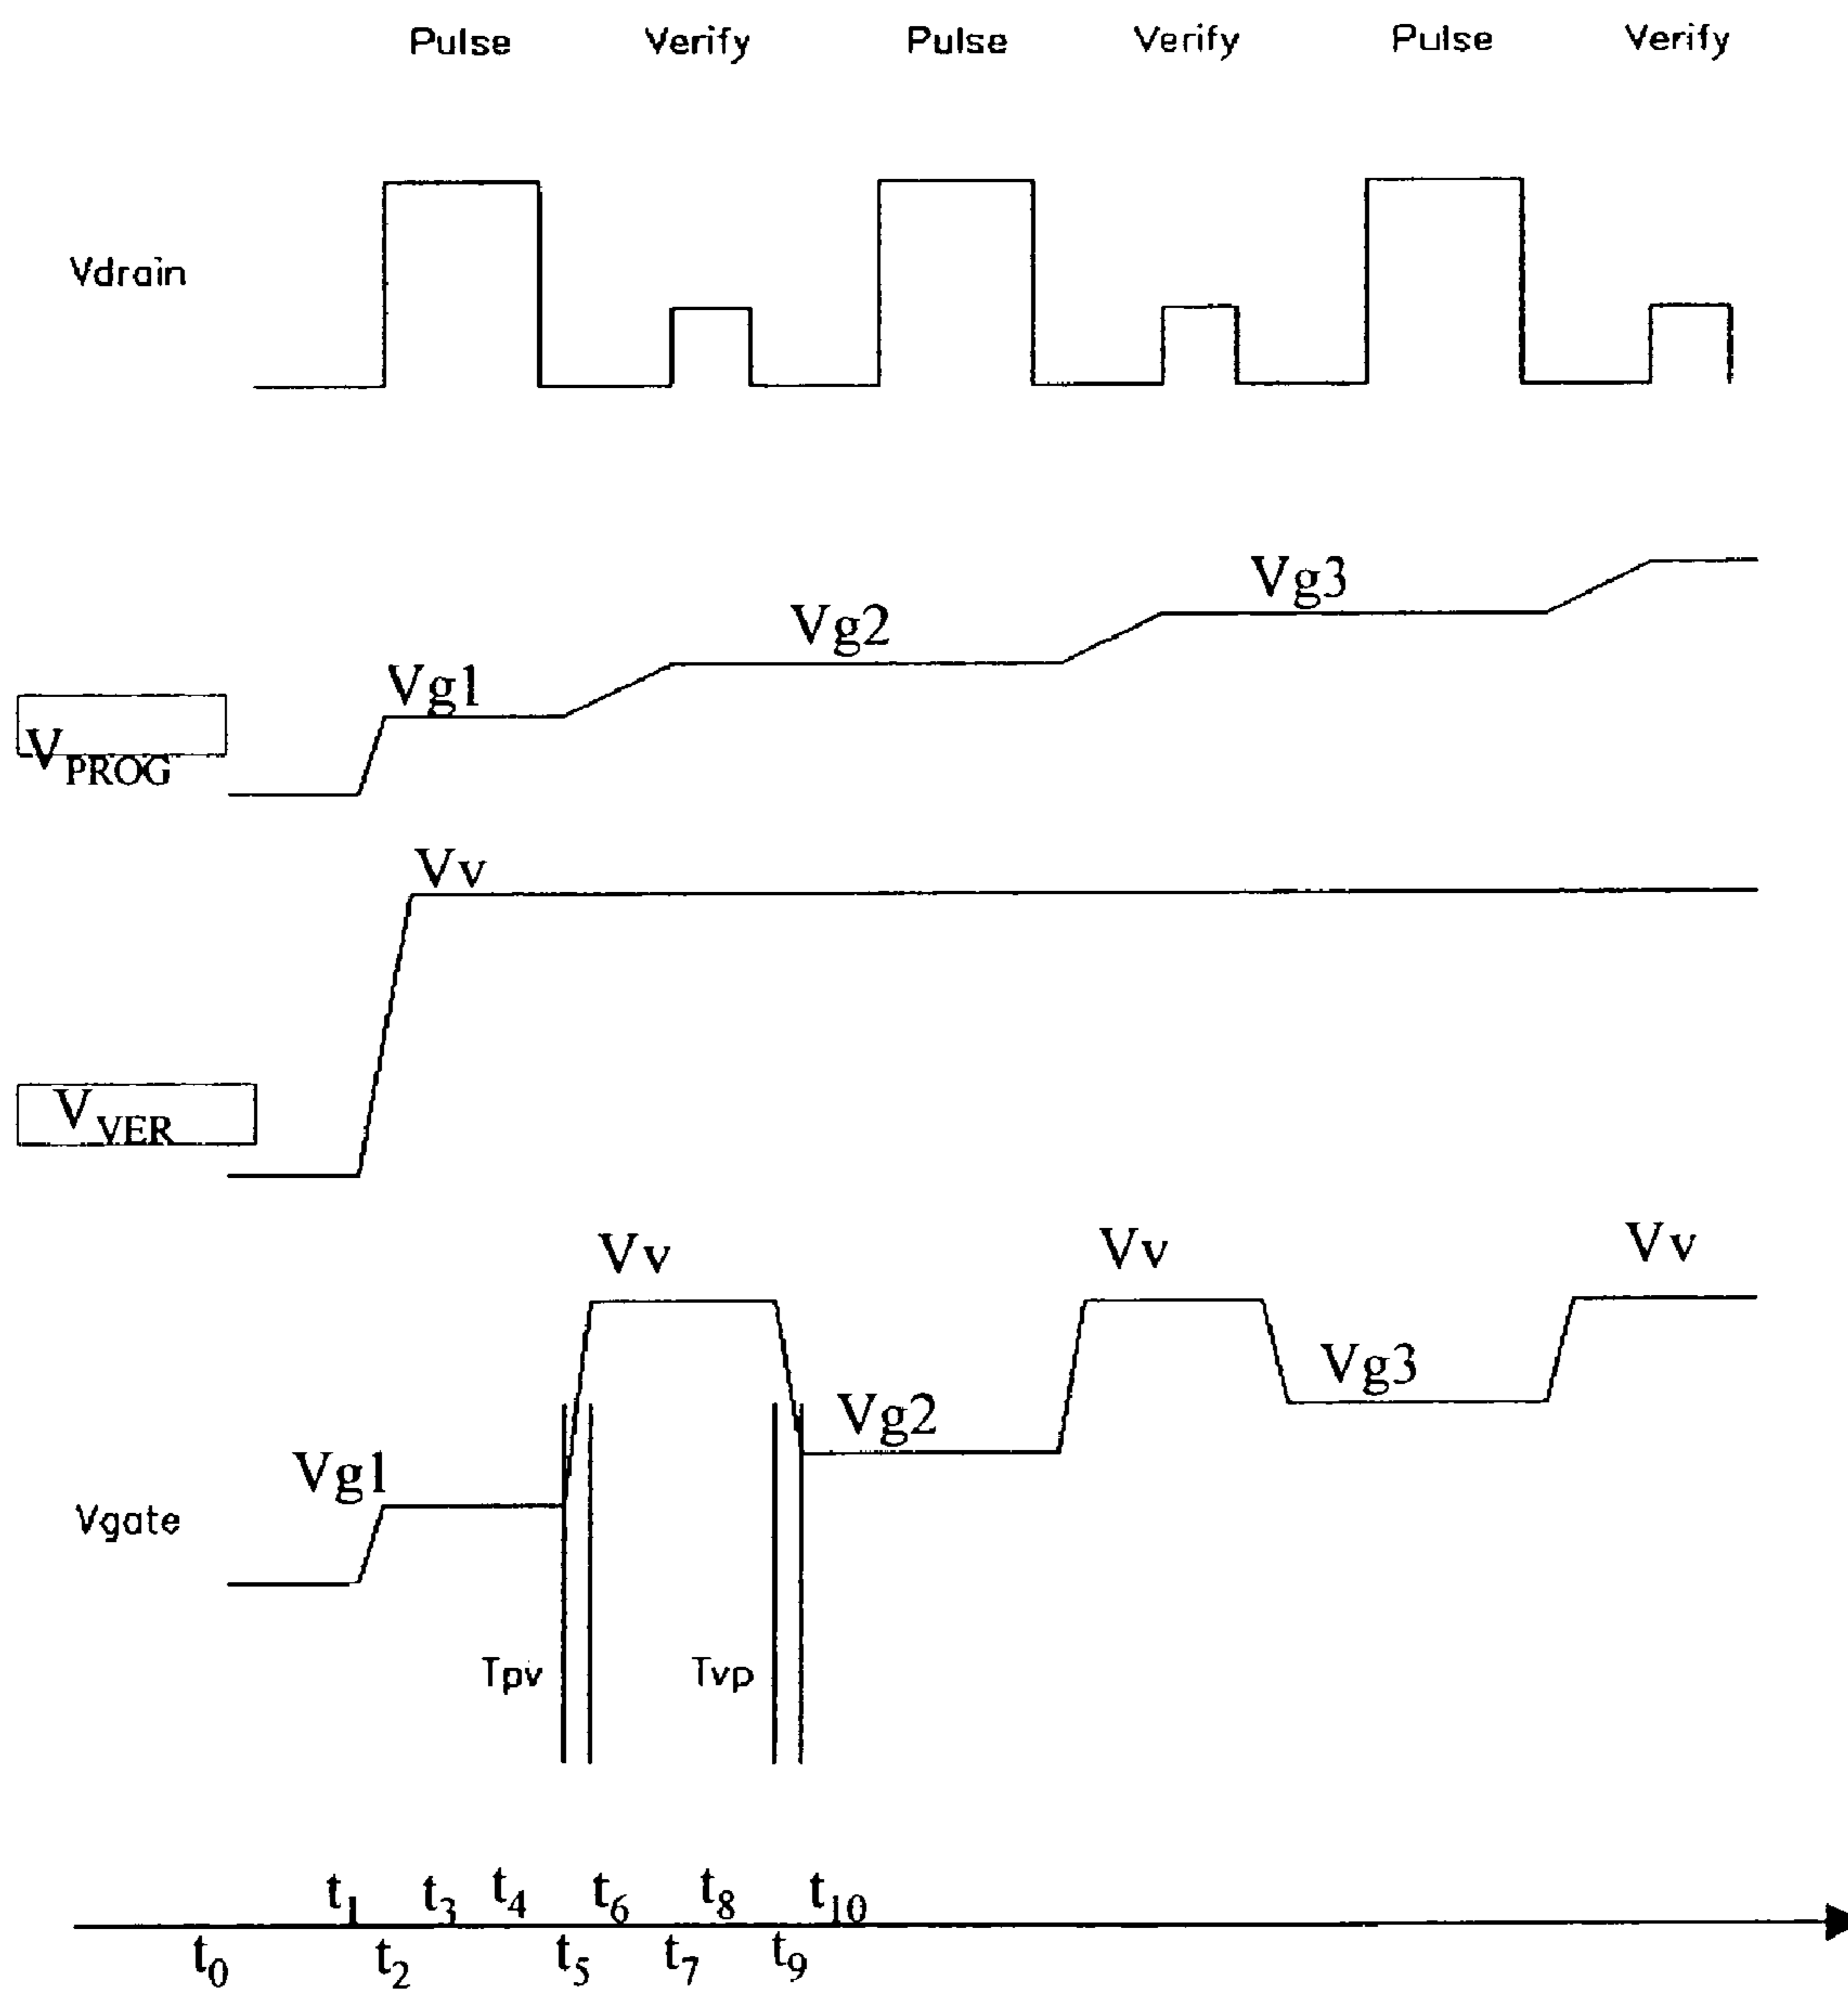 Pulse Verify Pulse Verify Pulse Verify
Vdrain
Vg3
Vg2
Vg1
VPROG
Vv
VVER
Vv Vv Vv
Vg3
Vg2
Vg1
Vgate
Tpv Tvp
t1 t3 t4 t6 t8 t10
t0 t2 t5 t7 t9